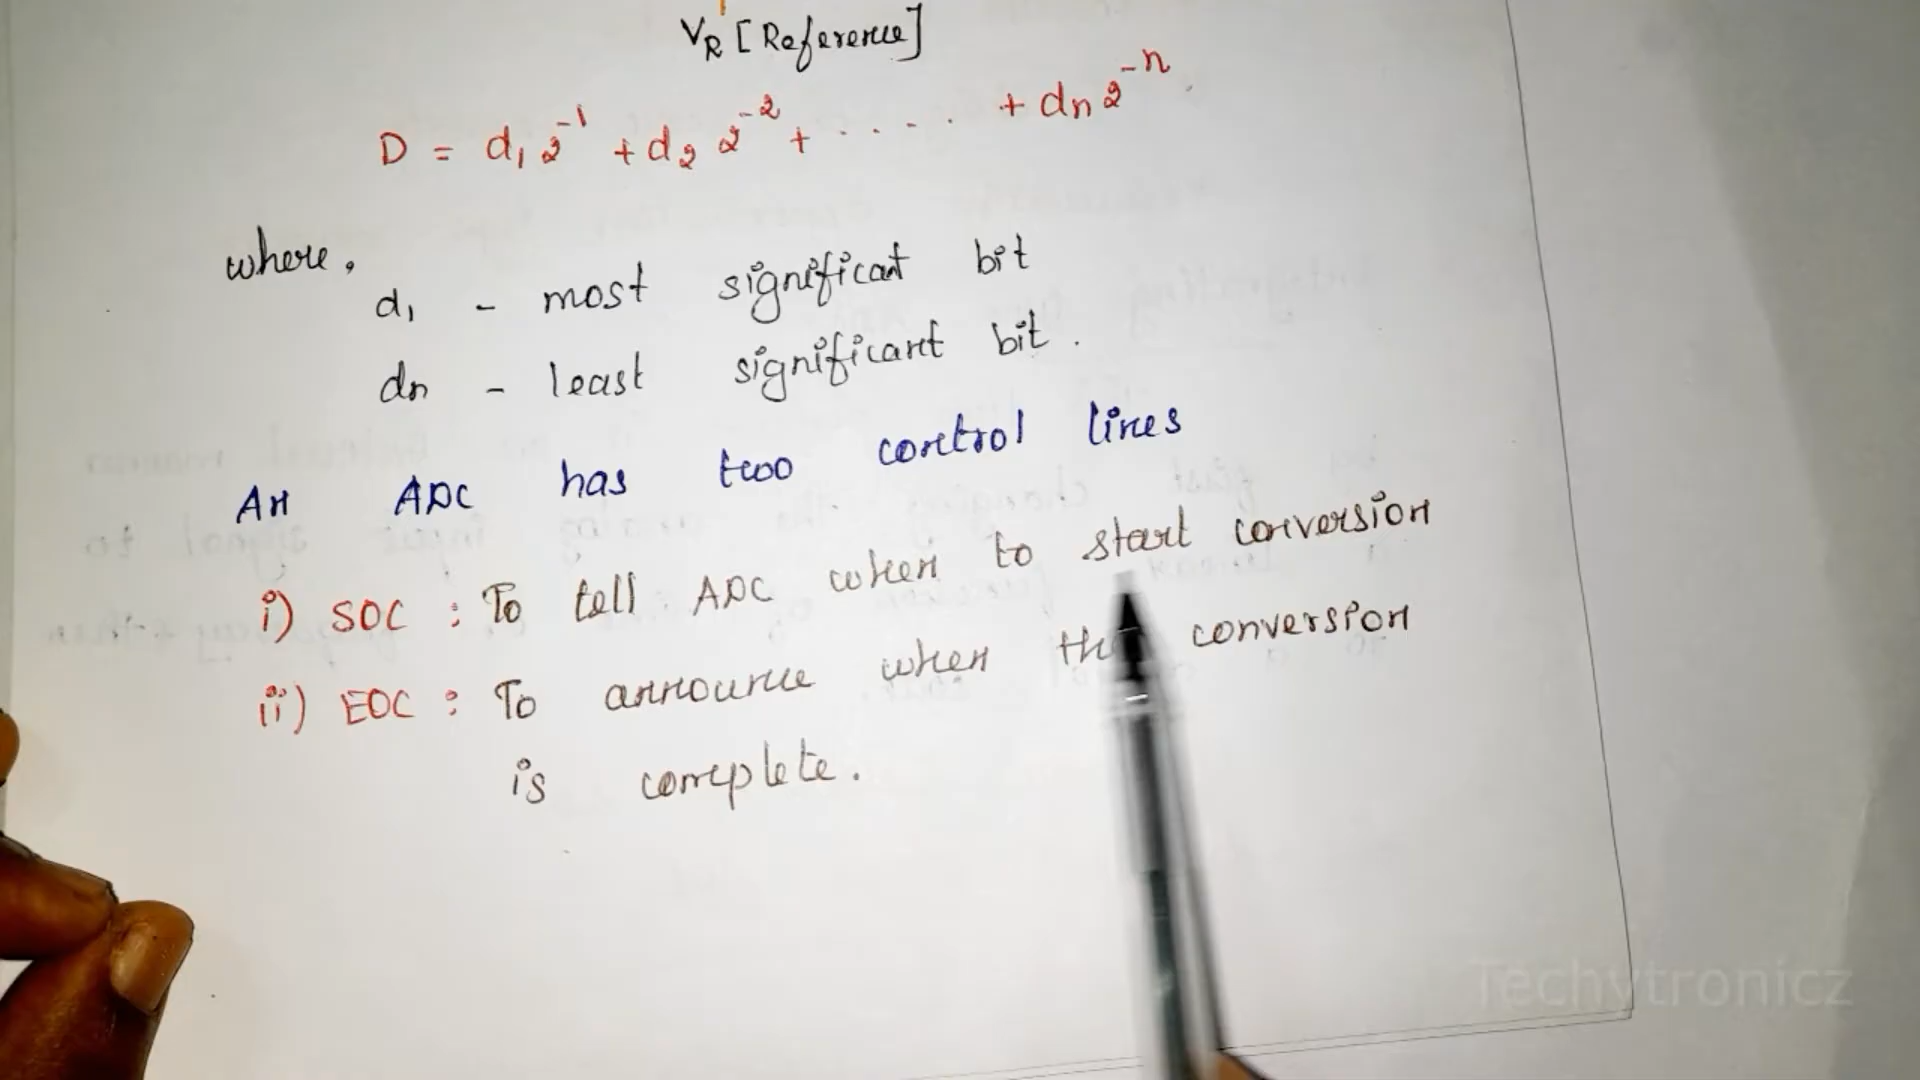 VR [Reference]
D = d₁ 2⁻¹ + d₂ 2⁻² + ..... + dn 2⁻ⁿ
where,
d₁ - most significat bit
dn - least significant bit.
An ADC has two control lines
i) SOC : To tell ADC when to start conversion
ii) EOC : To announce when the conversion
is complete.
Techytronicz